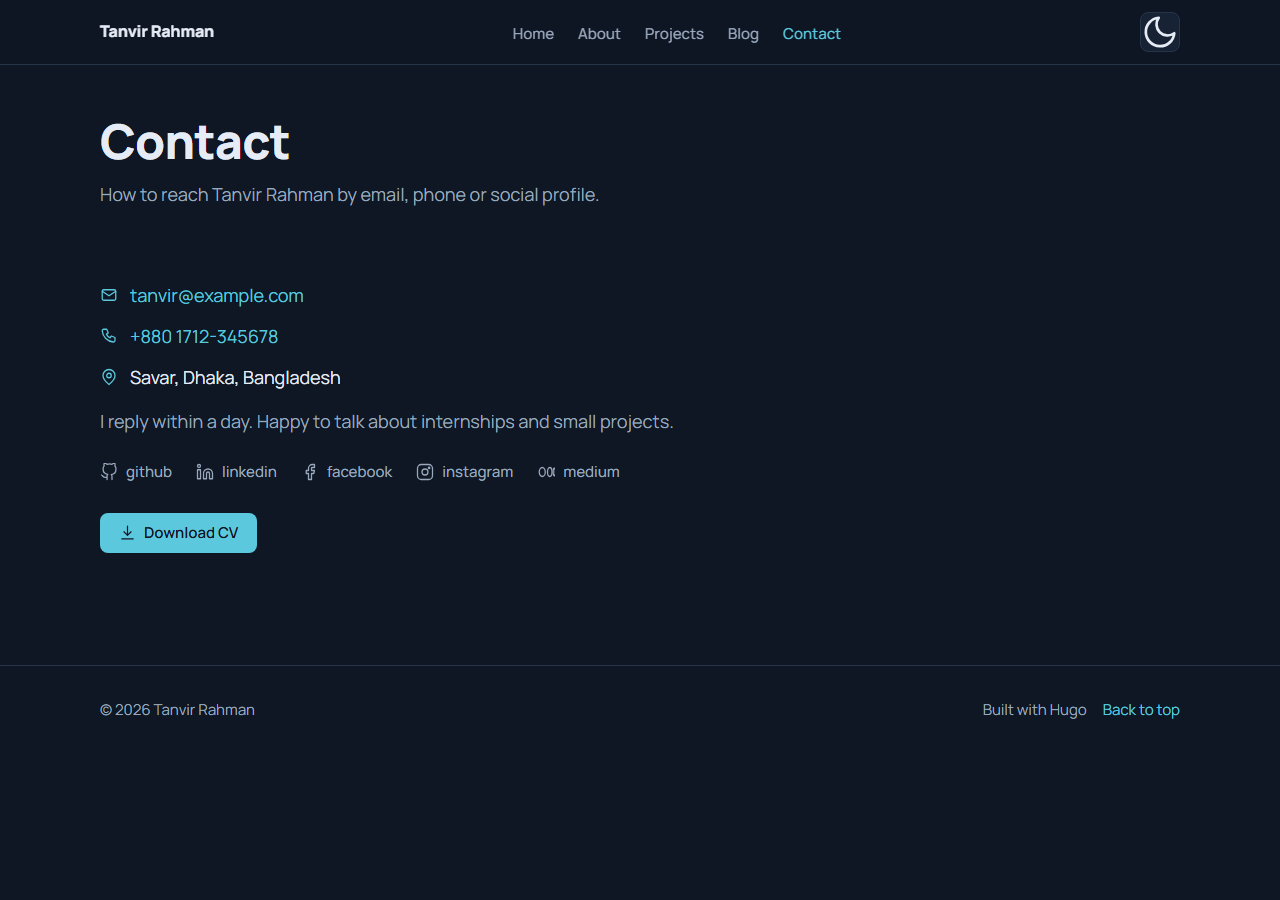 Tanvir Rahman
Home About Projects Blog Contact
Contact
How to reach Tanvir Rahman by email, phone or social profile.
tanvir@example.com
+880 1712-345678
Savar, Dhaka, Bangladesh
I reply within a day. Happy to talk about internships and small projects.
github linkedin facebook instagram medium
Download CV
© 2026 Tanvir Rahman
Built with Hugo Back to top